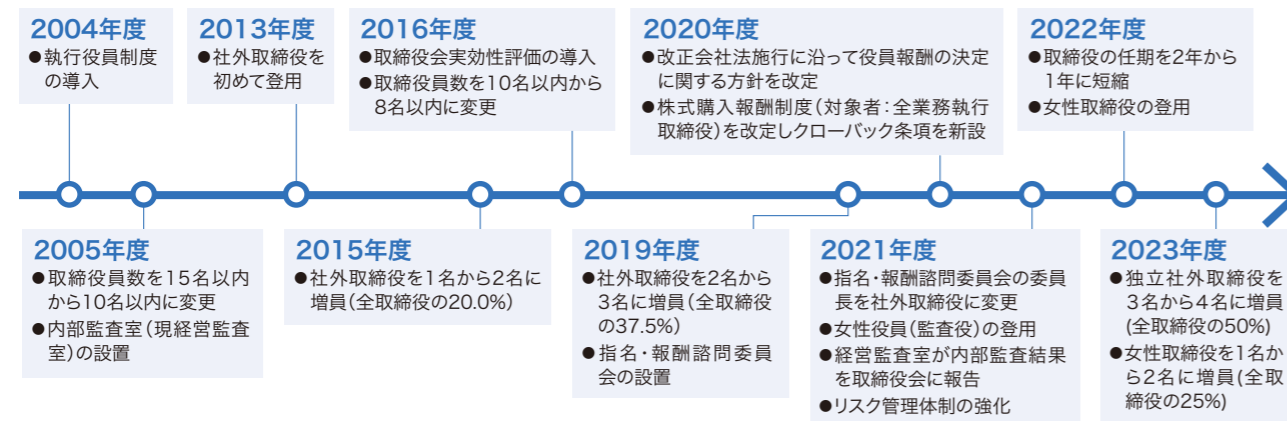 2004年度
●執行役員制度
の導入
2013年度
●社外取締役を
初めて登用
2016年度
●取締役会実効性評価の導入
●取締役員数を10名以内から
8名以内に変更
2020年度
●改正会社法施行に沿って役員報酬の決定
に関する方針を改定
●株式購入報酬制度(対象者:全業務執行
取締役)を改定しクローバック条項を新設
2022年度
●取締役の任期を2年から
1年に短縮
●女性取締役の登用
2005年度
●取締役員数を15名以内
から10名以内に変更
●内部監査室(現経営監査
室)の設置
2015年度
●社外取締役を1名から2名に
増員(全取締役の20.0%)
2019年度
●社外取締役を2名から
3名に増員(全取締役
の37.5%)
●指名・報酬諮問委員
会の設置
2021年度
●指名・報酬諮問委員会の委員
長を社外取締役に変更
●女性役員(監査役)の登用
●経営監査室が内部監査結果
を取締役会に報告
●リスク管理体制の強化
2023年度
●独立社外取締役を
3名から4名に増員
(全取締役の50%)
●女性取締役を1名か
ら2名に増員(全取
締役の25%)